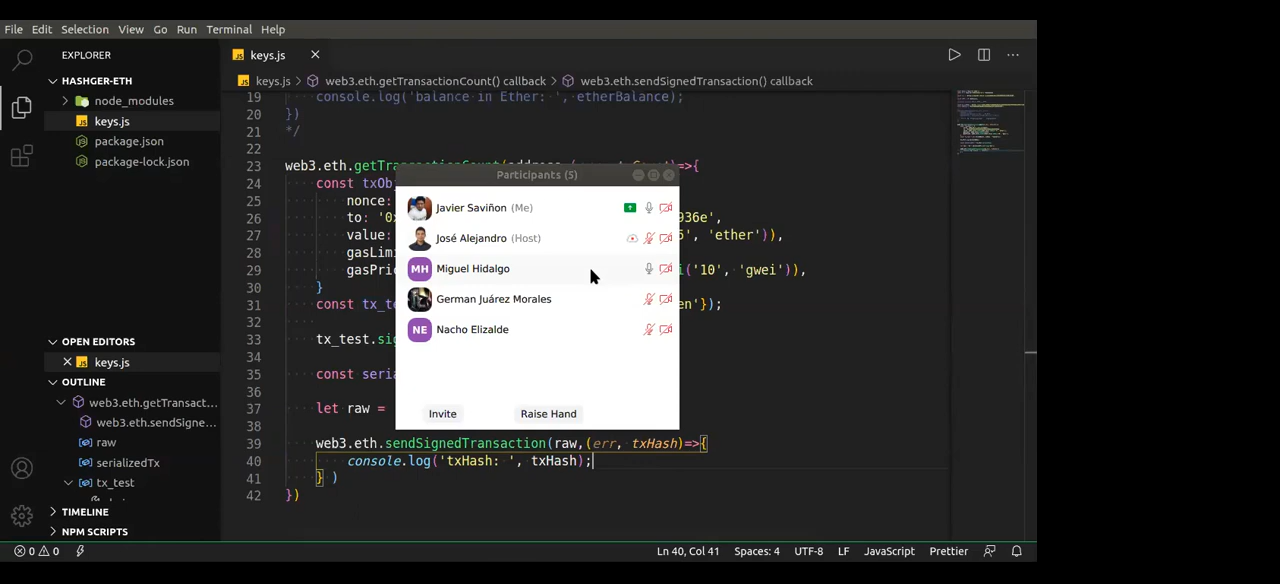 File Edit Selection View Go Run Terminal Help
EXPLORER
HASHGER-ETH
node_modules
JS keys.js
package.json
package-lock.json
OPEN EDITORS
JS keys.js
OUTLINE
web3.eth.getTransact...
web3.eth.sendSigne...
raw
serializedTx
tx_test
TIMELINE
NPM SCRIPTS
JS keys.js
JS keys.js > web3.eth.getTransactionCount() callback > web3.eth.sendSignedTransaction() callback
19 console.log('balance in Ether: ', etherBalance);
20 })
21 */
22
23 web3.eth.getTransactionCount(address, )=>{
24 const txOb
25 nonce:
26 to: '0 936e',
27 value: 5', 'ether')),
28 gasLim
29 gasPri i('10', 'gwei')),
30 }
31 const tx_te en'});
32
33 tx_test.sig
34
35 const seria
36
37 let raw =
38
39 web3.eth.sendSignedTransaction(raw,(err, txHash)=>{
40 console.log('txHash: ', txHash);
41 } )
42 })
Participants (5)
Javier Saviñon (Me)
José Alejandro (Host)
MH Miguel Hidalgo
German Juárez Morales
NE Nacho Elizalde
Invite Raise Hand
0 0 Ln 40, Col 41 Spaces: 4 UTF-8 LF JavaScript Prettier